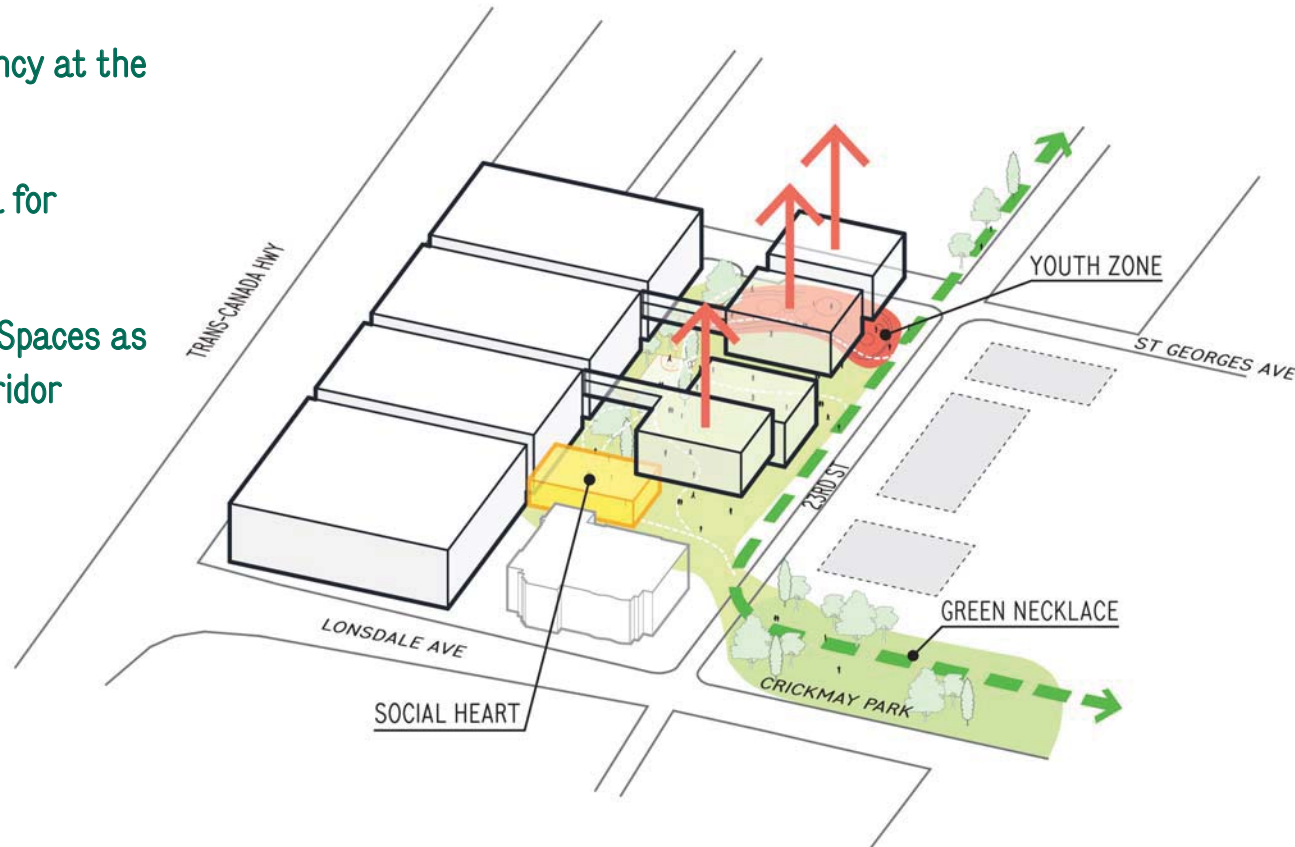 ncy at the
for
Spaces as
ridor
TRANS-CANADA HWY
YOUTH ZONE
ST GEORGES AVE
23RD ST
GREEN NECKLACE
LONSDALE AVE
CRICKMAY PARK
SOCIAL HEART